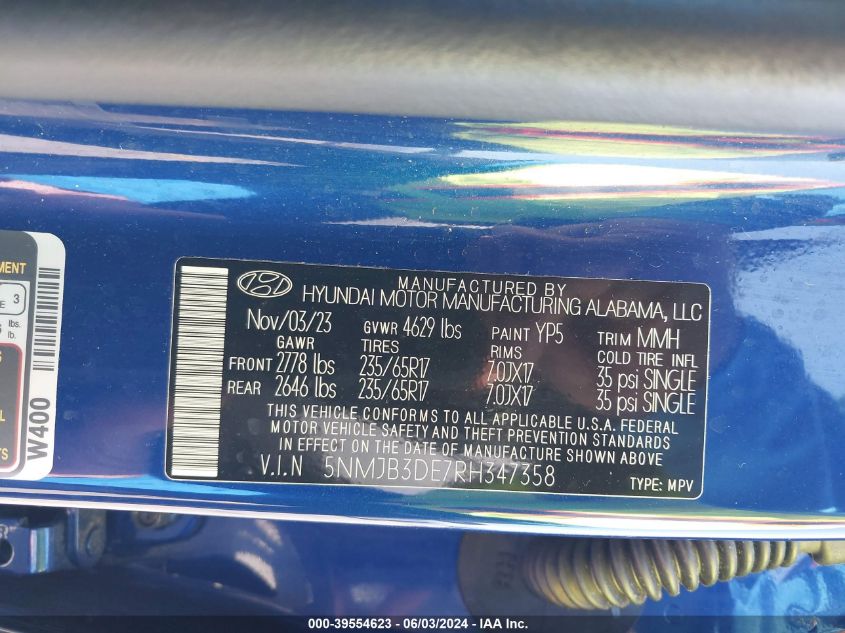 MANUFACTURED BY
HYUNDAI MOTOR MANUFACTURING ALABAMA, LLC
Nov/03/23 GVWR 4629 lbs PAINT YP5 TRIM MMH
GAWR TIRES RIMS COLD TIRE INFL
FRONT 2778 lbs 235/65R17 7.0JX17 35 psi SINGLE
REAR 2646 lbs 235/65R17 7.0JX17 35 psi SINGLE
THIS VEHICLE CONFORMS TO ALL APPLICABLE U.S.A. FEDERAL
MOTOR VEHICLE SAFETY AND THEFT PREVENTION STANDARDS
IN EFFECT ON THE DATE OF MANUFACTURE SHOWN ABOVE
V.I.N 5NMJB3DE7RH347358
TYPE: MPV
3
lbs.
lb.
W400
000-39554623 - 06/03/2024 - IAA Inc.